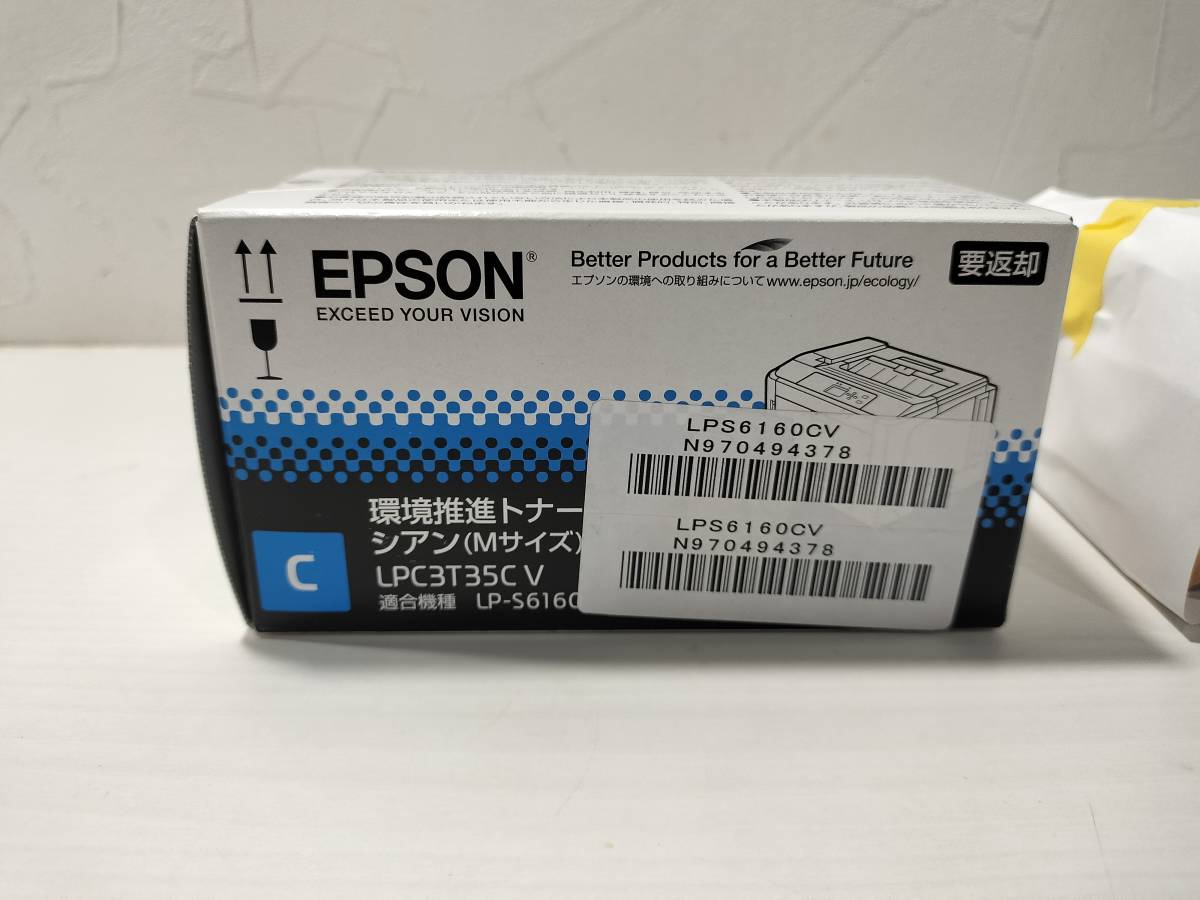 EPSON®
EXCEED YOUR VISION
Better Products for a Better Future
エプソンの環境への取り組みについて www.epson.jp/ecology/
要返却
LPS6160CV
N970494378
LPS6160CV
N970494378
環境推進トナー
シアン(Mサイズ)
C
LPC3T35C V
適合機種 LP-S6160